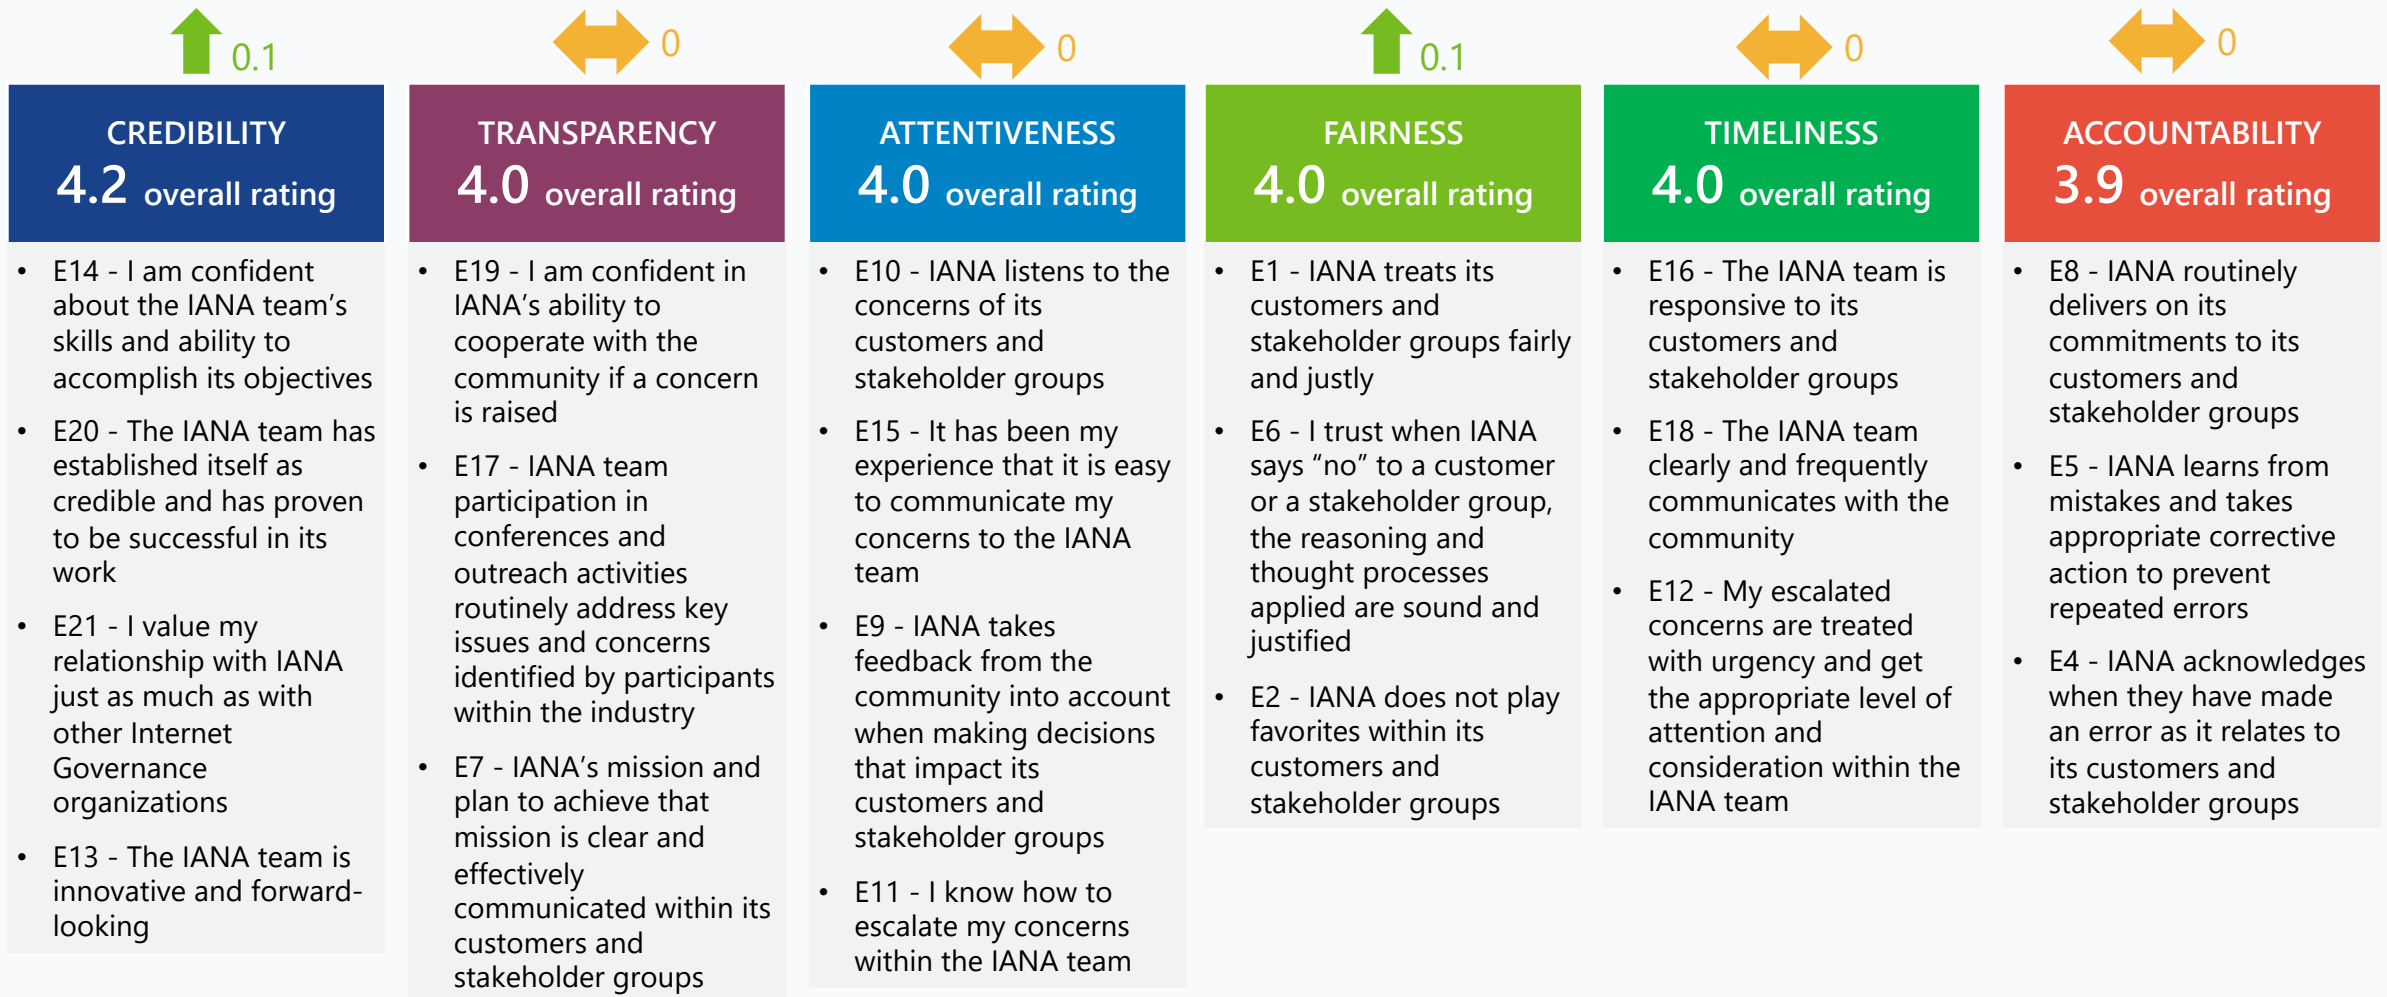 0.1
0
0
0.1
0
0
CREDIBILITY
4.2 overall rating
• E14 - I am confident
about the IANA team’s
skills and ability to
accomplish its objectives
• E20 - The IANA team has
established itself as
credible and has proven
to be successful in its
work
• E21 - I value my
relationship with IANA
just as much as with
other Internet
Governance
organizations
• E13 - The IANA team is
innovative and forward-
looking
TRANSPARENCY
4.0 overall rating
• E19 - I am confident in
IANA’s ability to
cooperate with the
community if a concern
is raised
• E17 - IANA team
participation in
conferences and
outreach activities
routinely address key
issues and concerns
identified by participants
within the industry
• E7 - IANA’s mission and
plan to achieve that
mission is clear and
effectively
communicated within its
customers and
stakeholder groups
ATTENTIVENESS
4.0 overall rating
• E10 - IANA listens to the
concerns of its
customers and
stakeholder groups
• E15 - It has been my
experience that it is easy
to communicate my
concerns to the IANA
team
• E9 - IANA takes
feedback from the
community into account
when making decisions
that impact its
customers and
stakeholder groups
• E11 - I know how to
escalate my concerns
within the IANA team
FAIRNESS
4.0 overall rating
• E1 - IANA treats its
customers and
stakeholder groups fairly
and justly
• E6 - I trust when IANA
says “no” to a customer
or a stakeholder group,
the reasoning and
thought processes
applied are sound and
justified
• E2 - IANA does not play
favorites within its
customers and
stakeholder groups
TIMELINESS
4.0 overall rating
• E16 - The IANA team is
responsive to its
customers and
stakeholder groups
• E18 - The IANA team
clearly and frequently
communicates with the
community
• E12 - My escalated
concerns are treated
with urgency and get
the appropriate level of
attention and
consideration within the
IANA team
ACCOUNTABILITY
3.9 overall rating
• E8 - IANA routinely
delivers on its
commitments to its
customers and
stakeholder groups
• E5 - IANA learns from
mistakes and takes
appropriate corrective
action to prevent
repeated errors
• E4 - IANA acknowledges
when they have made
an error as it relates to
its customers and
stakeholder groups